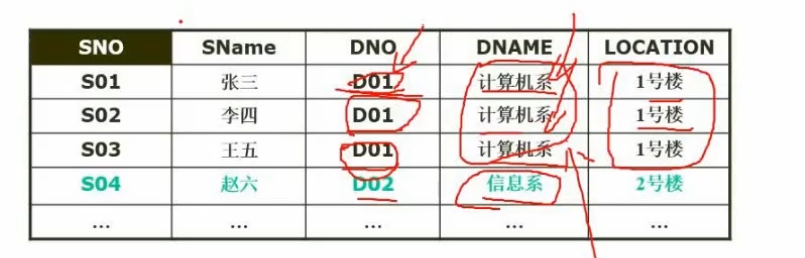 SNO SName DNO DNAME LOCATION
S01 张三 D01 计算机系 1号楼
S02 李四 D01 计算机系 1号楼
S03 王五 D01 计算机系 1号楼
S04 赵六 D02 信息系 2号楼
... ... ... ... ...